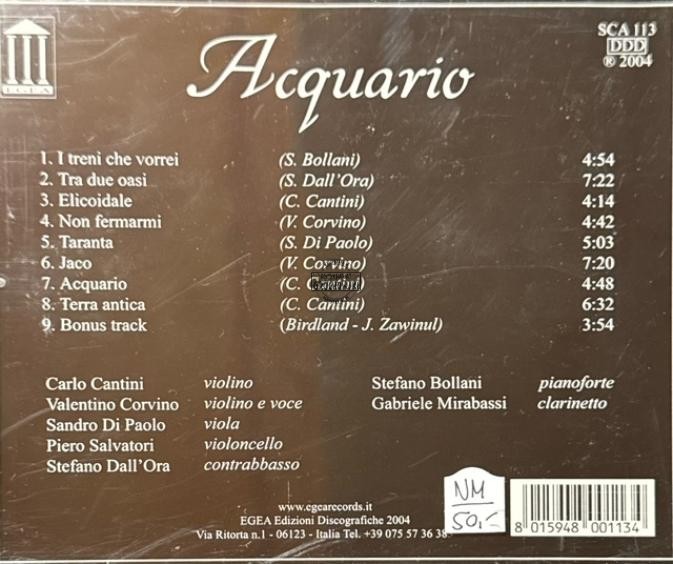 EGEA
Acquario
SCA 113
DDD
℗ 2004
1. I treni che vorrei (S. Bollani) 4:54
2. Tra due oasi (S. Dall'Ora) 7:22
3. Elicoidale (C. Cantini) 4:14
4. Non fermarmi (V. Corvino) 4:42
5. Taranta (S. Di Paolo) 5:03
6. Jaco (V. Corvino) 7:20
7. Acquario (C. Cantini) 4:48
8. Terra antica (C. Cantini) 6:32
9. Bonus track (Birdland - J. Zawinul) 3:54
Carlo Cantini violino
Valentino Corvino violino e voce
Sandro Di Paolo viola
Piero Salvatori violoncello
Stefano Dall'Ora contrabbasso
Stefano Bollani pianoforte
Gabriele Mirabassi clarinetto
www.egearecords.it
EGEA Edizioni Discografiche 2004
Via Ritorta n.1 - 06123 - Italia Tel. +39 075 57 36 38
NM
50,-
8 015948 001134